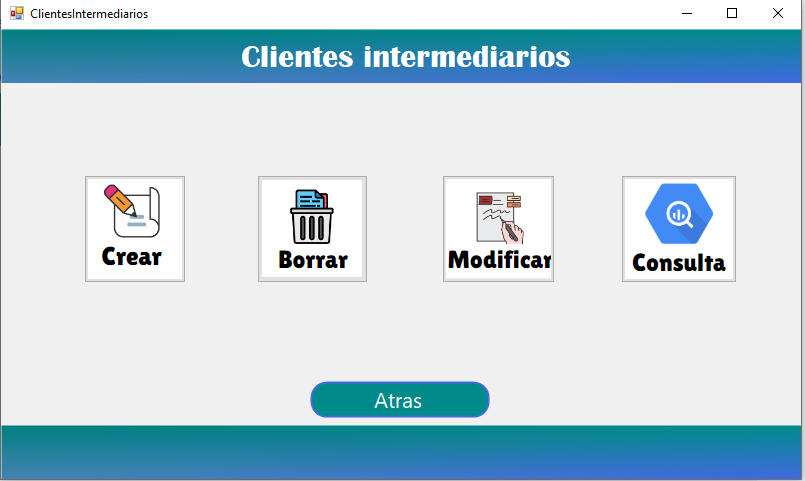 ClientesIntermediarios
Clientes intermediarios
Crear
Borrar
Modificar
Consulta
Atras